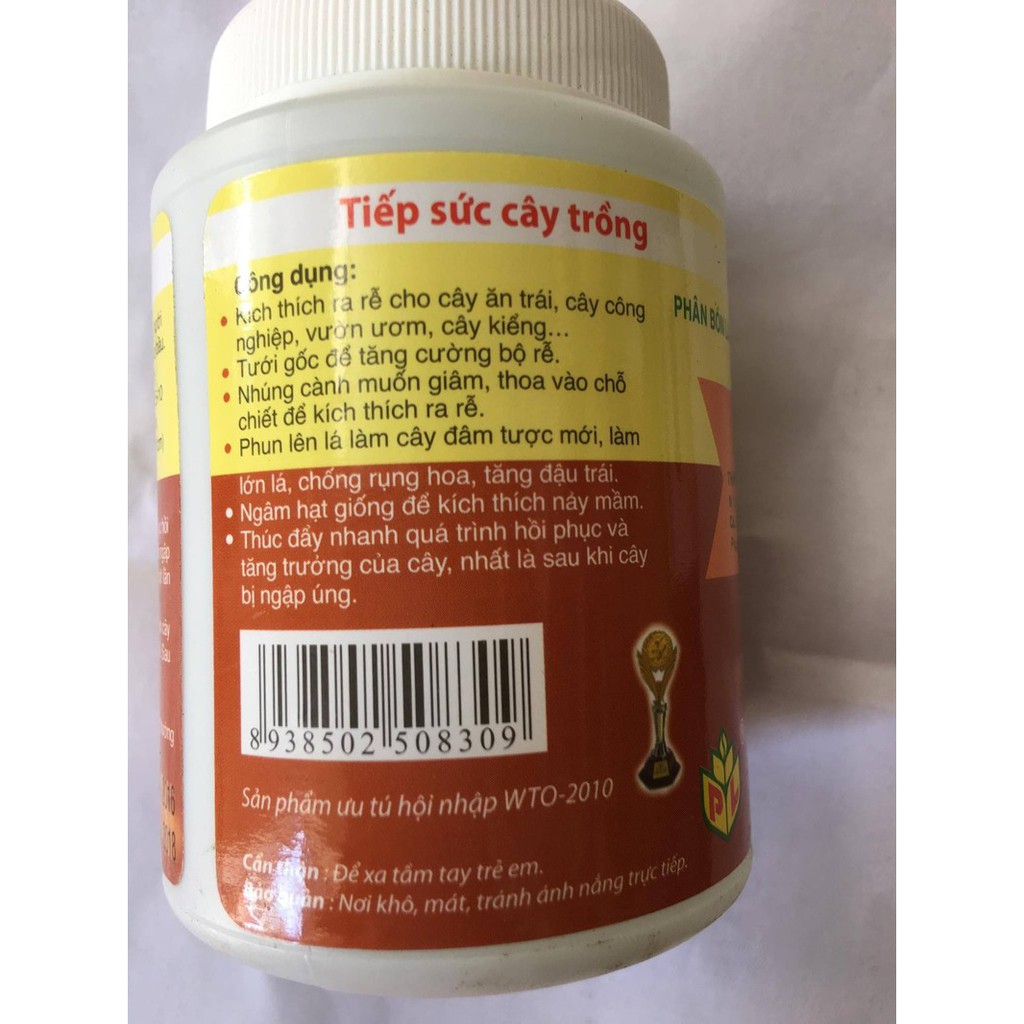 Tiếp sức cây trồng
Công dụng:
• Kích thích ra rễ cho cây ăn trái, cây công
nghiệp, vườn ươm, cây kiểng...
• Tưới gốc để tăng cường bộ rễ.
• Nhúng cành muốn giâm, thoa vào chỗ
chiết để kích thích ra rễ.
• Phun lên lá làm cây đâm tược mới, làm
lớn lá, chống rụng hoa, tăng đậu trái.
• Ngâm hạt giống để kích thích nảy mầm.
• Thúc đẩy nhanh quá trình hồi phục và
tăng trưởng của cây, nhất là sau khi cây
bị ngập úng.
8 938502 508309
Sản phẩm ưu tú hội nhập WTO-2010
Cẩn thận : Để xa tầm tay trẻ em.
Bảo quản : Nơi khô, mát, tránh ánh nắng trực tiếp.
PHÂN BÓN
P